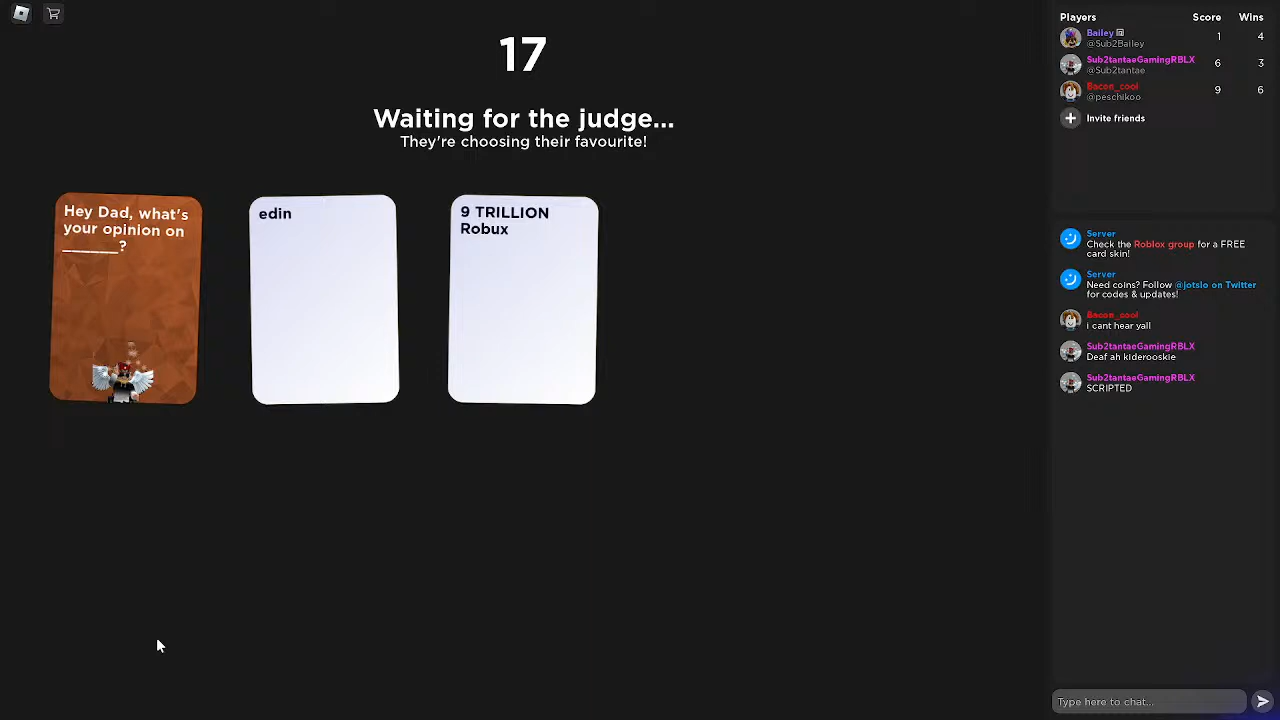 17
Waiting for the judge...
They're choosing their favourite!
Hey Dad, what's
your opinion on
______?
edin
9 TRILLION
Robux
Players Score Wins
Bailey
@Sub2Bailey
1 4
Sub2tantaeGamingRBLX
@Sub2tantae
6 3
Bacon_cool
@peschikoo
9 6
Invite friends
Server
Check the Roblox group for a FREE
card skin!
Server
Need coins? Follow @jotslo on Twitter
for codes & updates!
Bacon_cool
i cant hear yall
Sub2tantaeGamingRBLX
Deaf ah kiderooskie
Sub2tantaeGamingRBLX
SCRIPTED
Type here to chat...